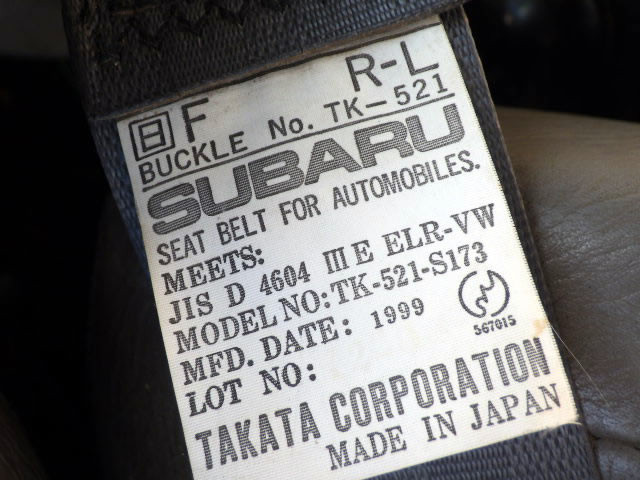 日 F R-L
BUCKLE No. TK-521
SUBARU
SEAT BELT FOR AUTOMOBILES.
MEETS:
JIS D 4604 III E ELR-VW
MODEL NO:TK-521-S173
MFD. DATE: 1999
LOT NO:
567015
TAKATA CORPORATION
MADE IN JAPAN